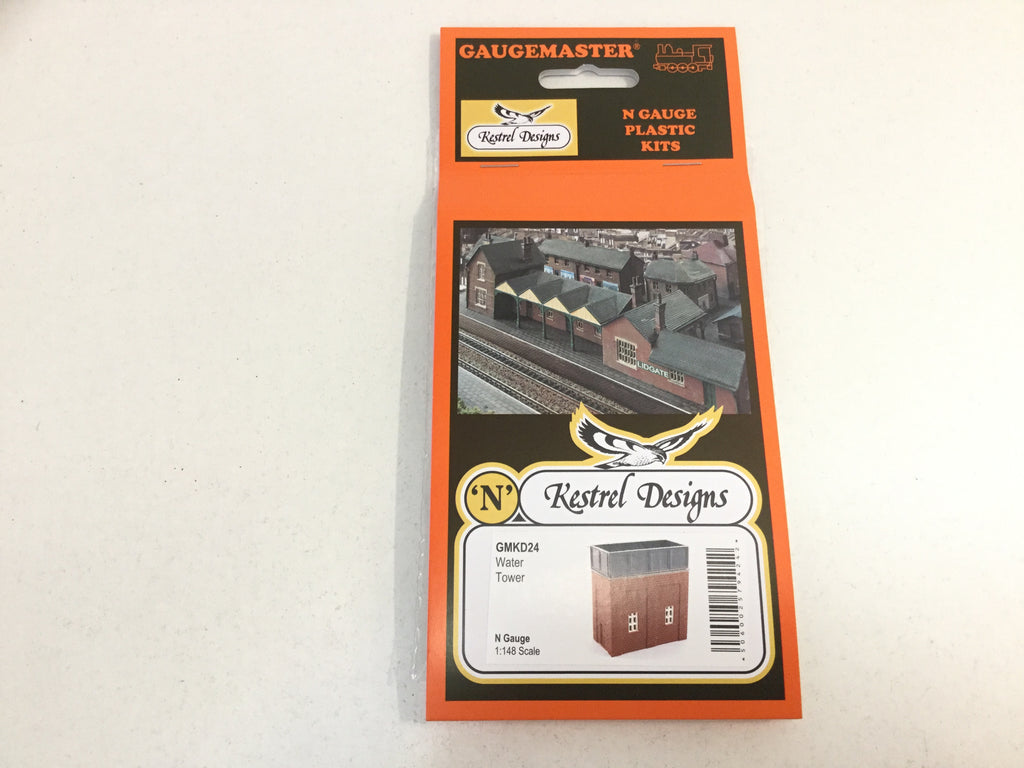 GAUGEMASTER®
Kestrel Designs
N GAUGE
PLASTIC
KITS
LIDGATE
'N'
Kestrel Designs
GMKD24
Water
Tower
N Gauge
1:148 Scale